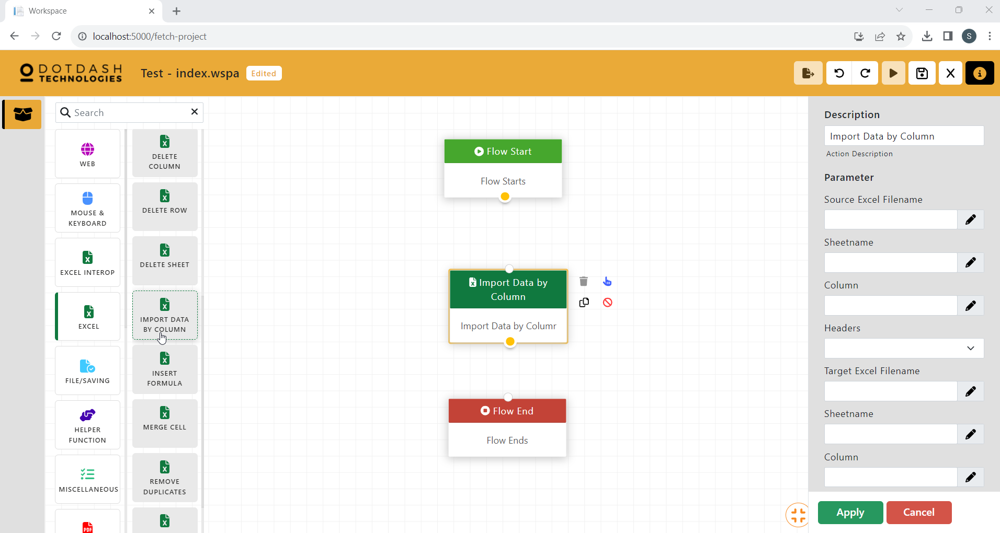 Workspace
localhost:5000/fetch-project
S
DOTDASH
TECHNOLOGIES
Test - index.wspa
Edited
Search
WEB
MOUSE &
KEYBOARD
EXCEL INTEROP
EXCEL
FILE/SAVING
HELPER
FUNCTION
MISCELLANEOUS
PDF
DELETE
COLUMN
DELETE ROW
DELETE SHEET
IMPORT DATA
BY COLUMN
INSERT
FORMULA
MERGE CELL
REMOVE
DUPLICATES
Flow Start
Flow Starts
Import Data by
Column
Import Data by Columr
Flow End
Flow Ends
Description
Import Data by Column
Action Description
Parameter
Source Excel Filename
Sheetname
Column
Headers
Target Excel Filename
Sheetname
Column
Apply
Cancel